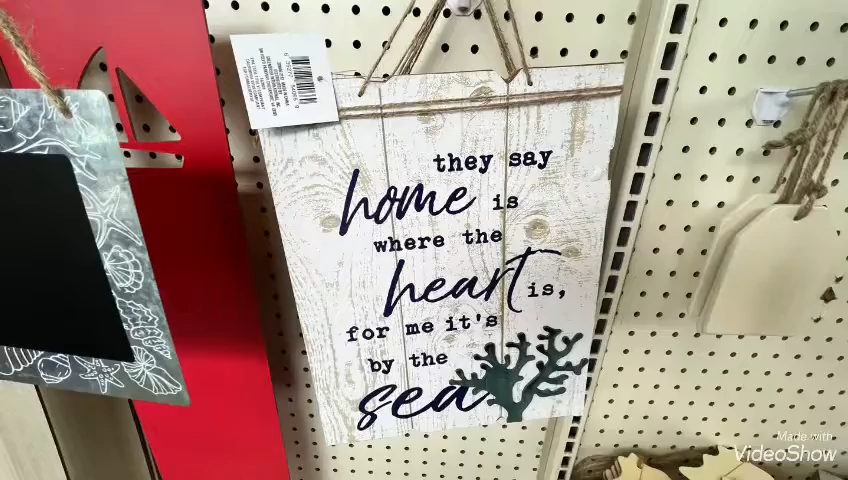 they say
home is
where the
heart is,
for me it's
by the
sea
Made with
VideoShow